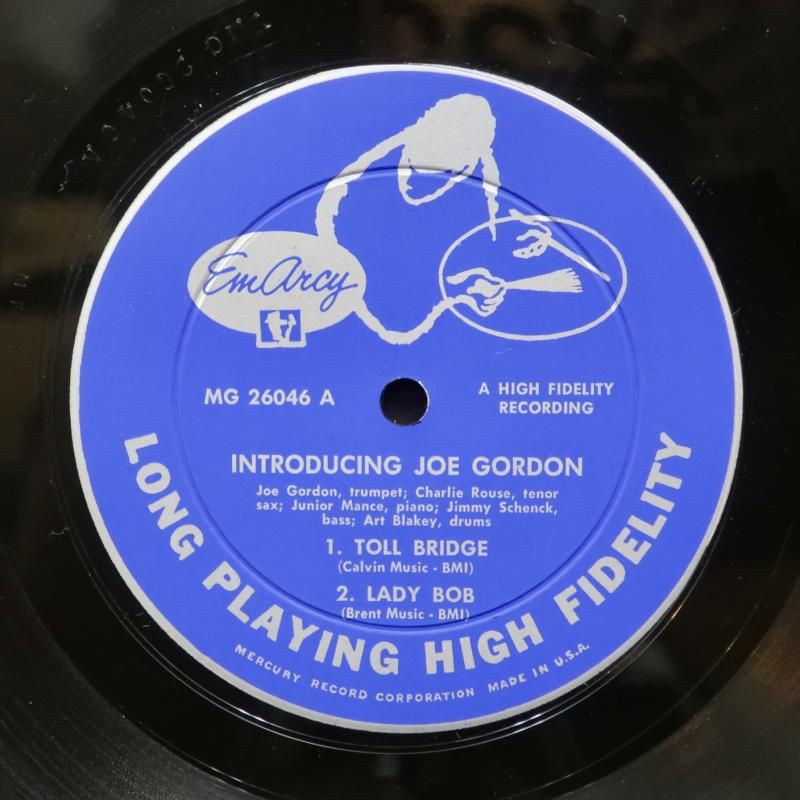 EmArcy
MG 26046 A
A HIGH FIDELITY
RECORDING
INTRODUCING JOE GORDON
Joe Gordon, trumpet; Charlie Rouse, tenor
sax; Junior Mance, piano; Jimmy Schenck,
bass; Art Blakey, drums
1. TOLL BRIDGE
(Calvin Music - BMI)
2. LADY BOB
(Brent Music - BMI)
LONG PLAYING HIGH FIDELITY
MERCURY RECORD CORPORATION MADE IN U.S.A.